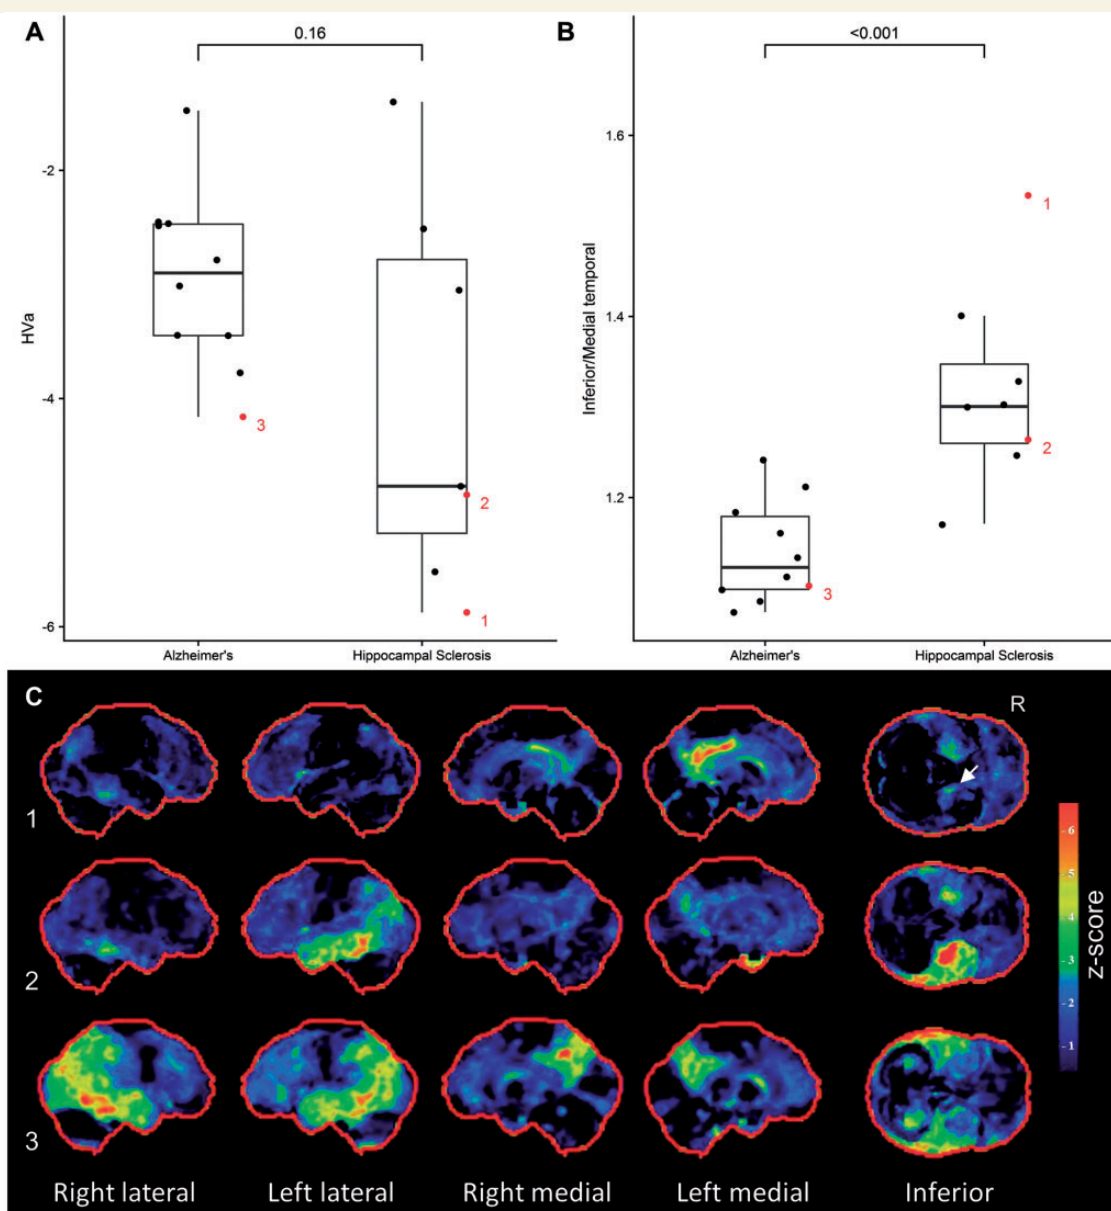 A
0.16
-2
-4
-6
HVa
Alzheimer's
Hippocampal Sclerosis
1
2
3
B
<0.001
1.6
1.4
1.2
Inferior/Medial temporal
Alzheimer's
Hippocampal Sclerosis
1
2
3
C
R
1
2
3
- 6
- 5
- 4
- 3
- 2
- 1
z-score
Right lateral
Left lateral
Right medial
Left medial
Inferior